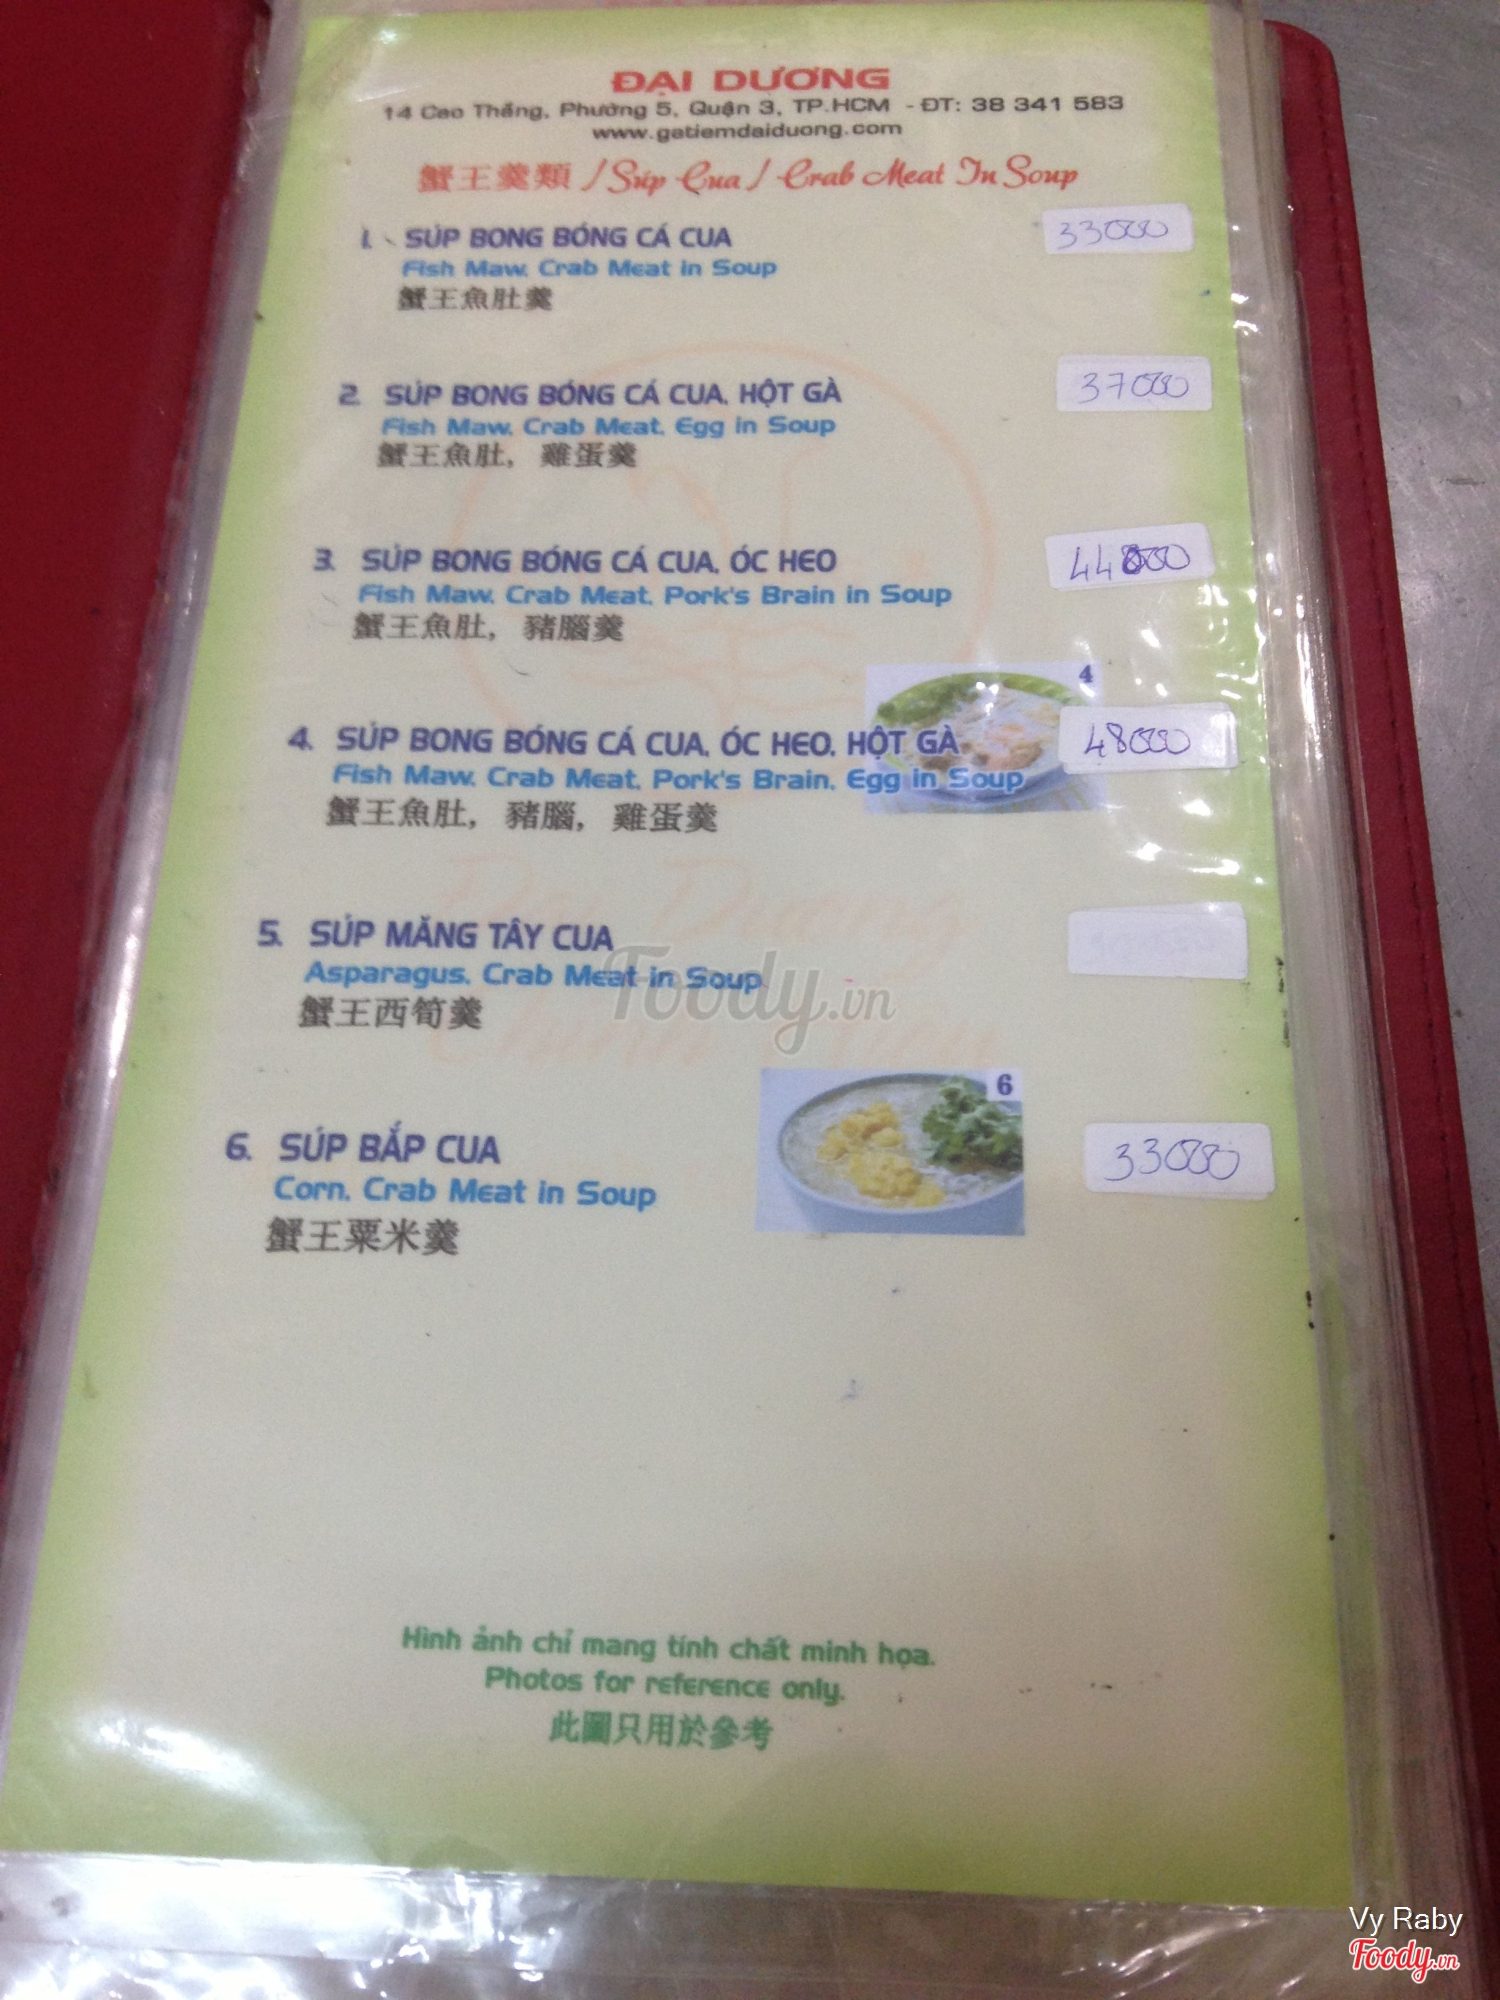 ĐẠI DƯƠNG
14 Cao Thắng, Phường 5, Quận 3, TP.HCM - ĐT: 38 341 583
www.gatiemdaiduong.com
蟹王羹類 / Súp Cua / Crab Meat In Soup
1. SÚP BONG BÓNG CÁ CUA 33000
Fish Maw, Crab Meat in Soup
蟹王魚肚羹
2. SÚP BONG BÓNG CÁ CUA, HỘT GÀ 37000
Fish Maw, Crab Meat, Egg in Soup
蟹王魚肚, 雞蛋羹
3. SÚP BONG BÓNG CÁ CUA, ÓC HEO 44000
Fish Maw, Crab Meat, Pork's Brain in Soup
蟹王魚肚, 豬腦羹
4
4. SÚP BONG BÓNG CÁ CUA, ÓC HEO, HỘT GÀ 48000
Fish Maw, Crab Meat, Pork's Brain, Egg in Soup
蟹王魚肚, 豬腦, 雞蛋羹
5. SÚP MĂNG TÂY CUA
Asparagus, Crab Meat in Soup
蟹王西筍羹
Foody.vn
6
6. SÚP BẮP CUA 33000
Corn, Crab Meat in Soup
蟹王粟米羹
Hình ảnh chỉ mang tính chất minh họa.
Photos for reference only.
此圖只用於參考
Vy Raby
Foody.vn